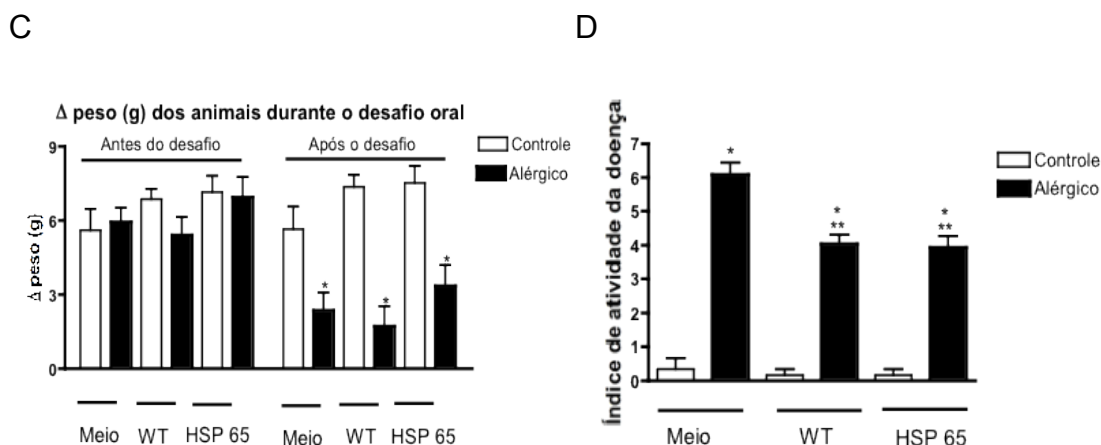 C
Δ peso (g) dos animais durante o desafio oral
Antes do desafio
Após o desafio
Controle
Alérgico
Δ peso (g)
9
6
3
0
*
*
*
Meio
WT
HSP 65
Meio
WT
HSP 65
D
Índice de atividade da doença
7
6
5
4
3
2
1
0
*
*
**
*
**
Controle
Alérgico
Meio
WT
HSP 65